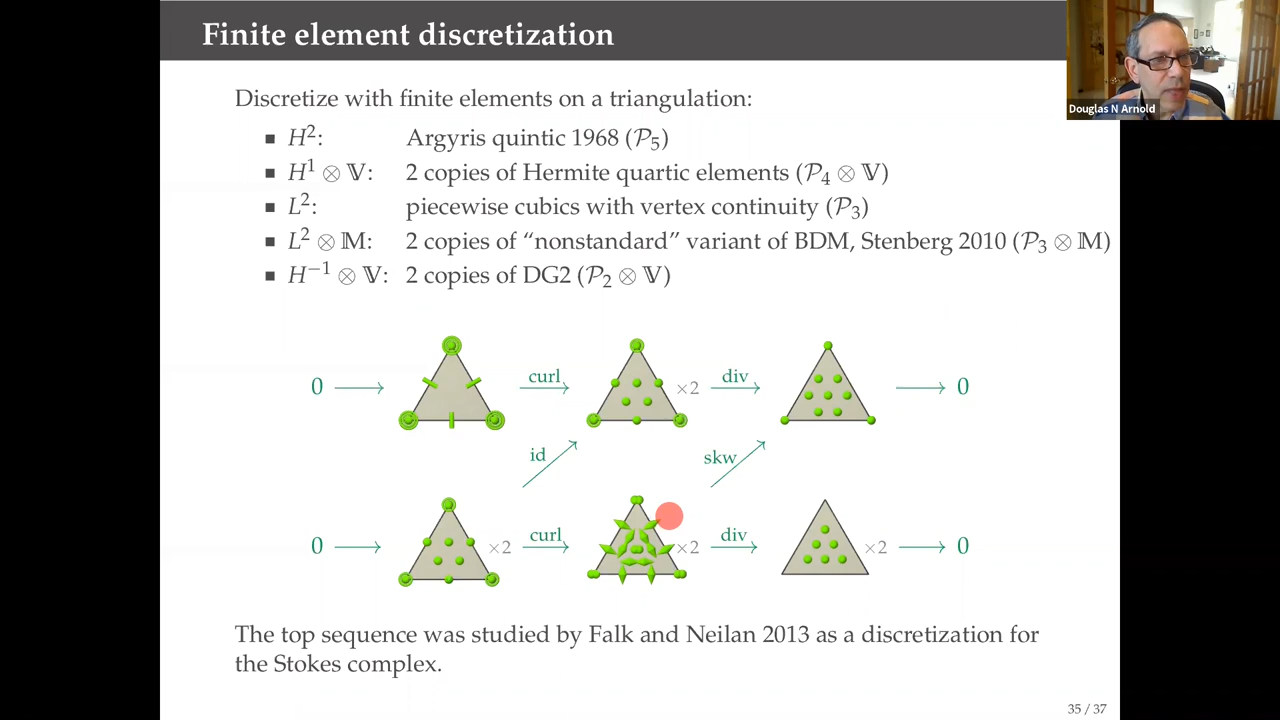 Finite element discretization
Douglas N Arnold
Discretize with finite elements on a triangulation:
■ H²: Argyris quintic 1968 (𝒫₅)
■ H¹ ⊗ 𝕍: 2 copies of Hermite quartic elements (𝒫₄ ⊗ 𝕍)
■ L²: piecewise cubics with vertex continuity (𝒫₃)
■ L² ⊗ 𝕄: 2 copies of “nonstandard” variant of BDM, Stenberg 2010 (𝒫₃ ⊗ 𝕄)
■ H⁻¹ ⊗ 𝕍: 2 copies of DG2 (𝒫₂ ⊗ 𝕍)
0 → curl → ×2 div → → 0
id skw
0 → ×2 curl → ×2 div → ×2 → 0
The top sequence was studied by Falk and Neilan 2013 as a discretization for
the Stokes complex.
35 / 37